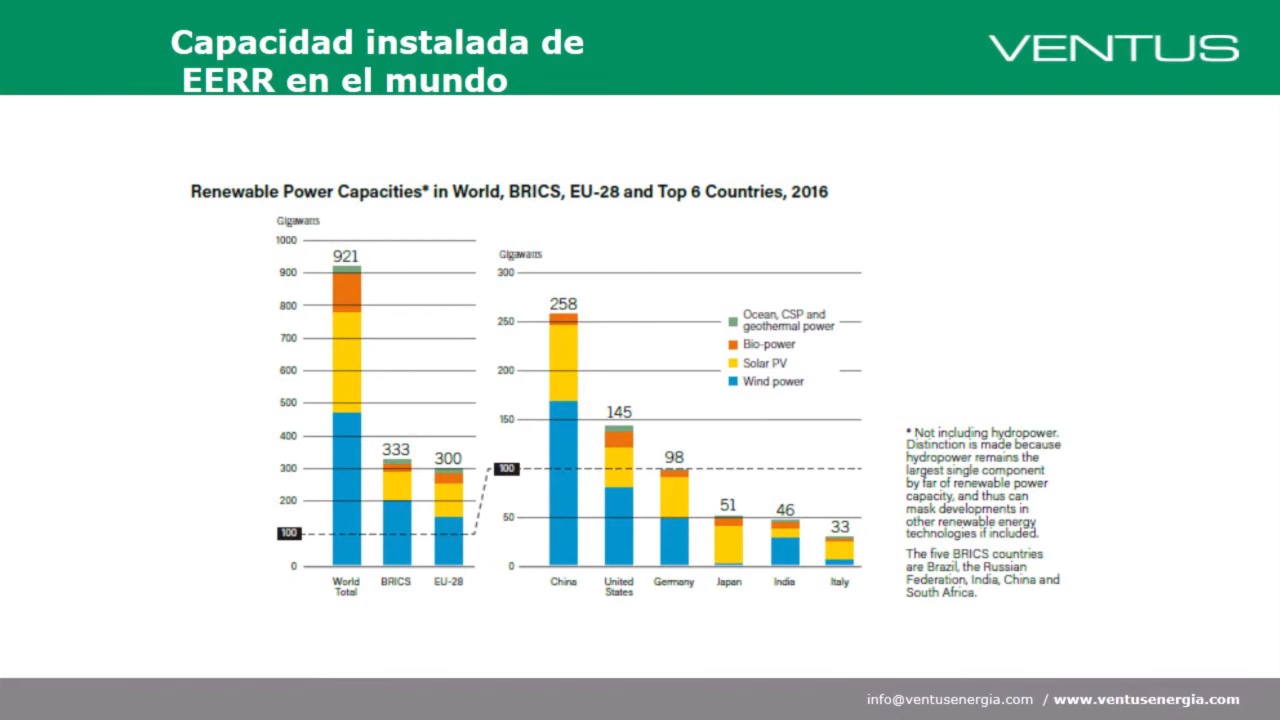 Capacidad instalada de
EERR en el mundo
VENTUS
Renewable Power Capacities* in World, BRICS, EU-28 and Top 6 Countries, 2016
Gigawatts
1000
900
800
700
600
500
400
300
200
100
0
921
333
300
World
Total
BRICS
EU-28
Gigawatts
300
250
200
150
100
50
0
258
145
98
51
46
33
China
United
States
Germany
Japan
India
Italy
Ocean, CSP and
geothermal power
Bio-power
Solar PV
Wind power
* Not including hydropower.
Distinction is made because
hydropower remains the
largest single component
by far of renewable power
capacity, and thus can
mask developments in
other renewable energy
technologies if included.
The five BRICS countries
are Brazil, the Russian
Federation, India, China and
South Africa.
info@ventusenergia.com / www.ventusenergia.com